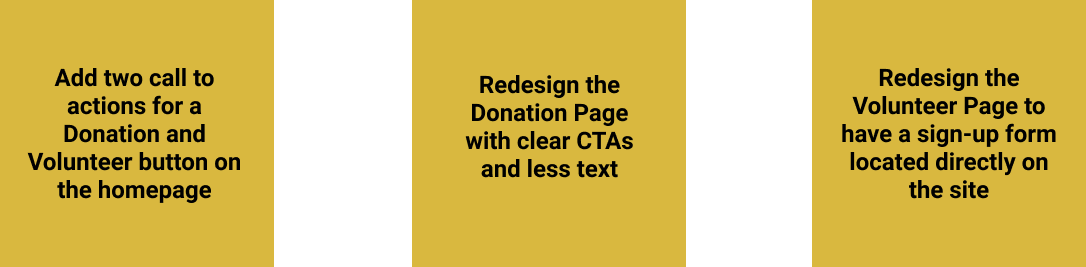 Add two call to
actions for a
Donation and
Volunteer button on
the homepage
Redesign the
Donation Page
with clear CTAs
and less text
Redesign the
Volunteer Page to
have a sign-up form
located directly on
the site